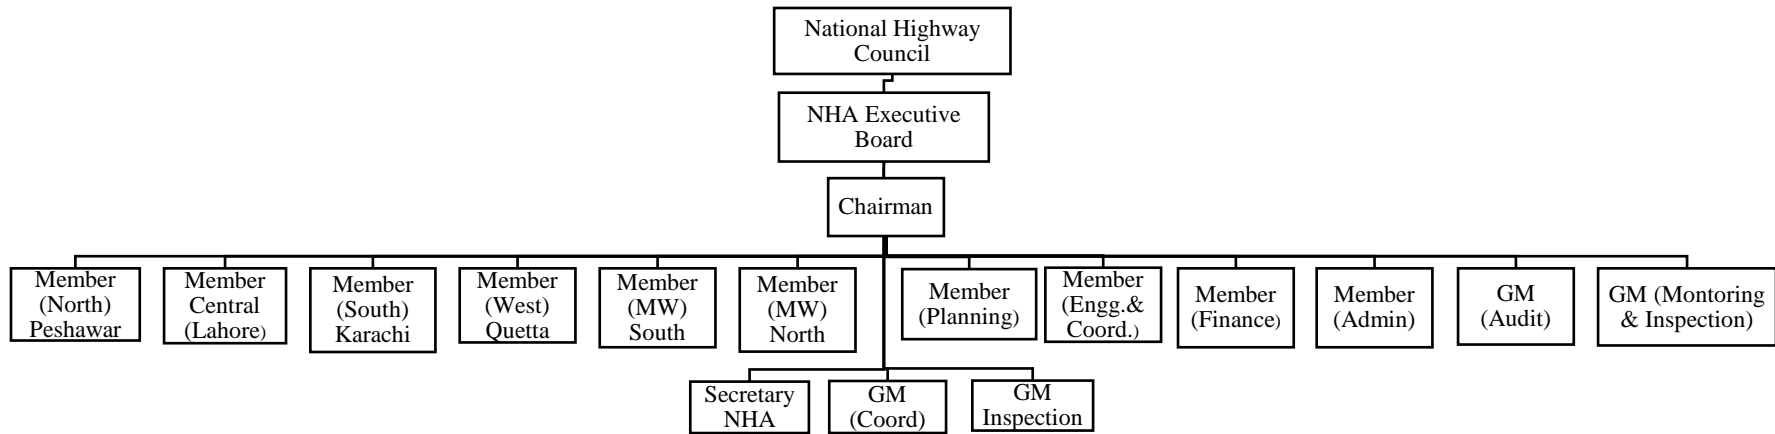 National Highway
Council
NHA Executive
Board
Chairman
Member
(North)
Peshawar
Member
Central
(Lahore)
Member
(South)
Karachi
Member
(West)
Quetta
Member
(MW)
South
Member
(MW)
North
Member
(Planning)
Member
(Engg.&
Coord.)
Member
(Finance)
Member
(Admin)
GM
(Audit)
GM (Montoring
& Inspection)
Secretary
NHA
GM
(Coord)
GM
Inspection